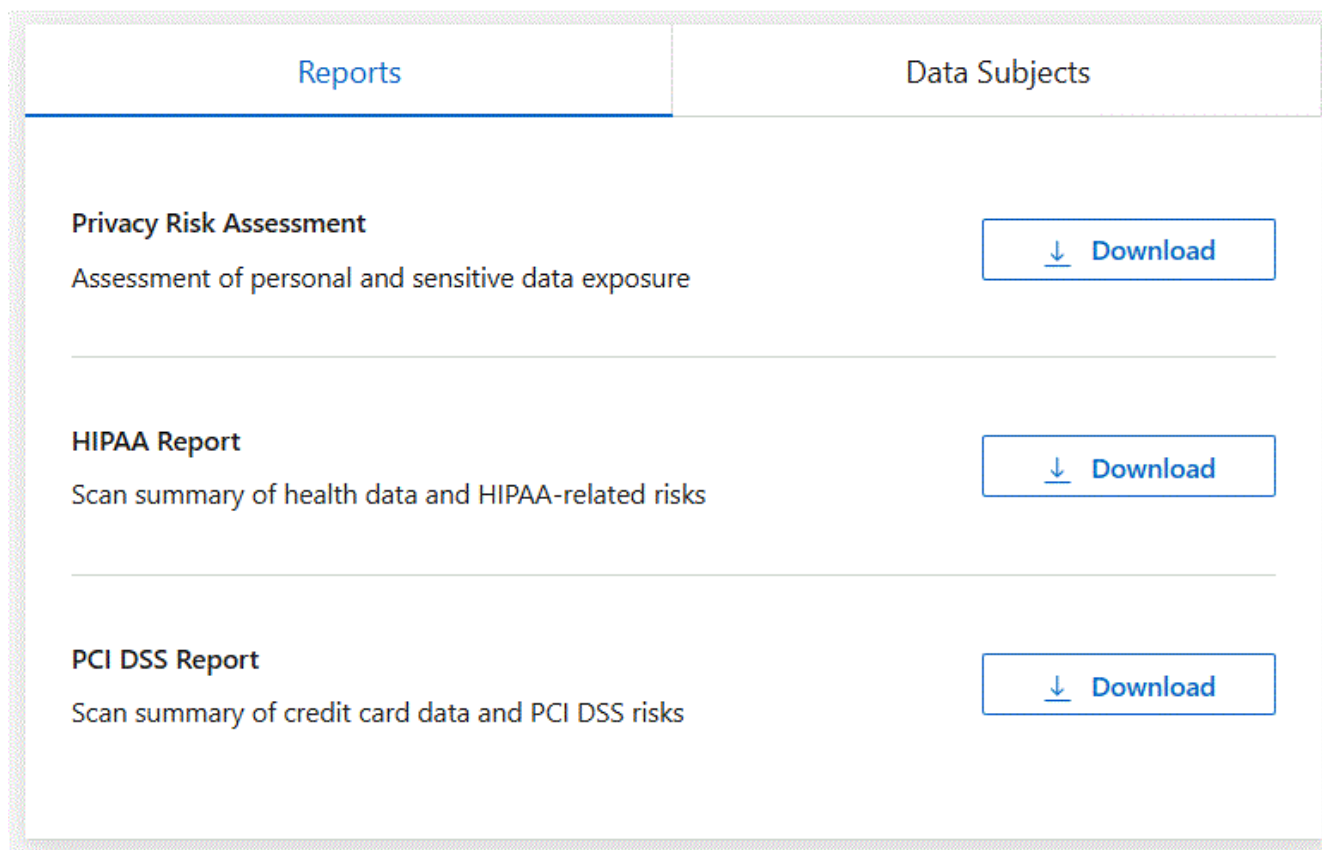 Reports
Data Subjects
Privacy Risk Assessment
Download
Assessment of personal and sensitive data exposure
HIPAA Report
Download
Scan summary of health data and HIPAA-related risks
PCI DSS Report
Download
Scan summary of credit card data and PCI DSS risks